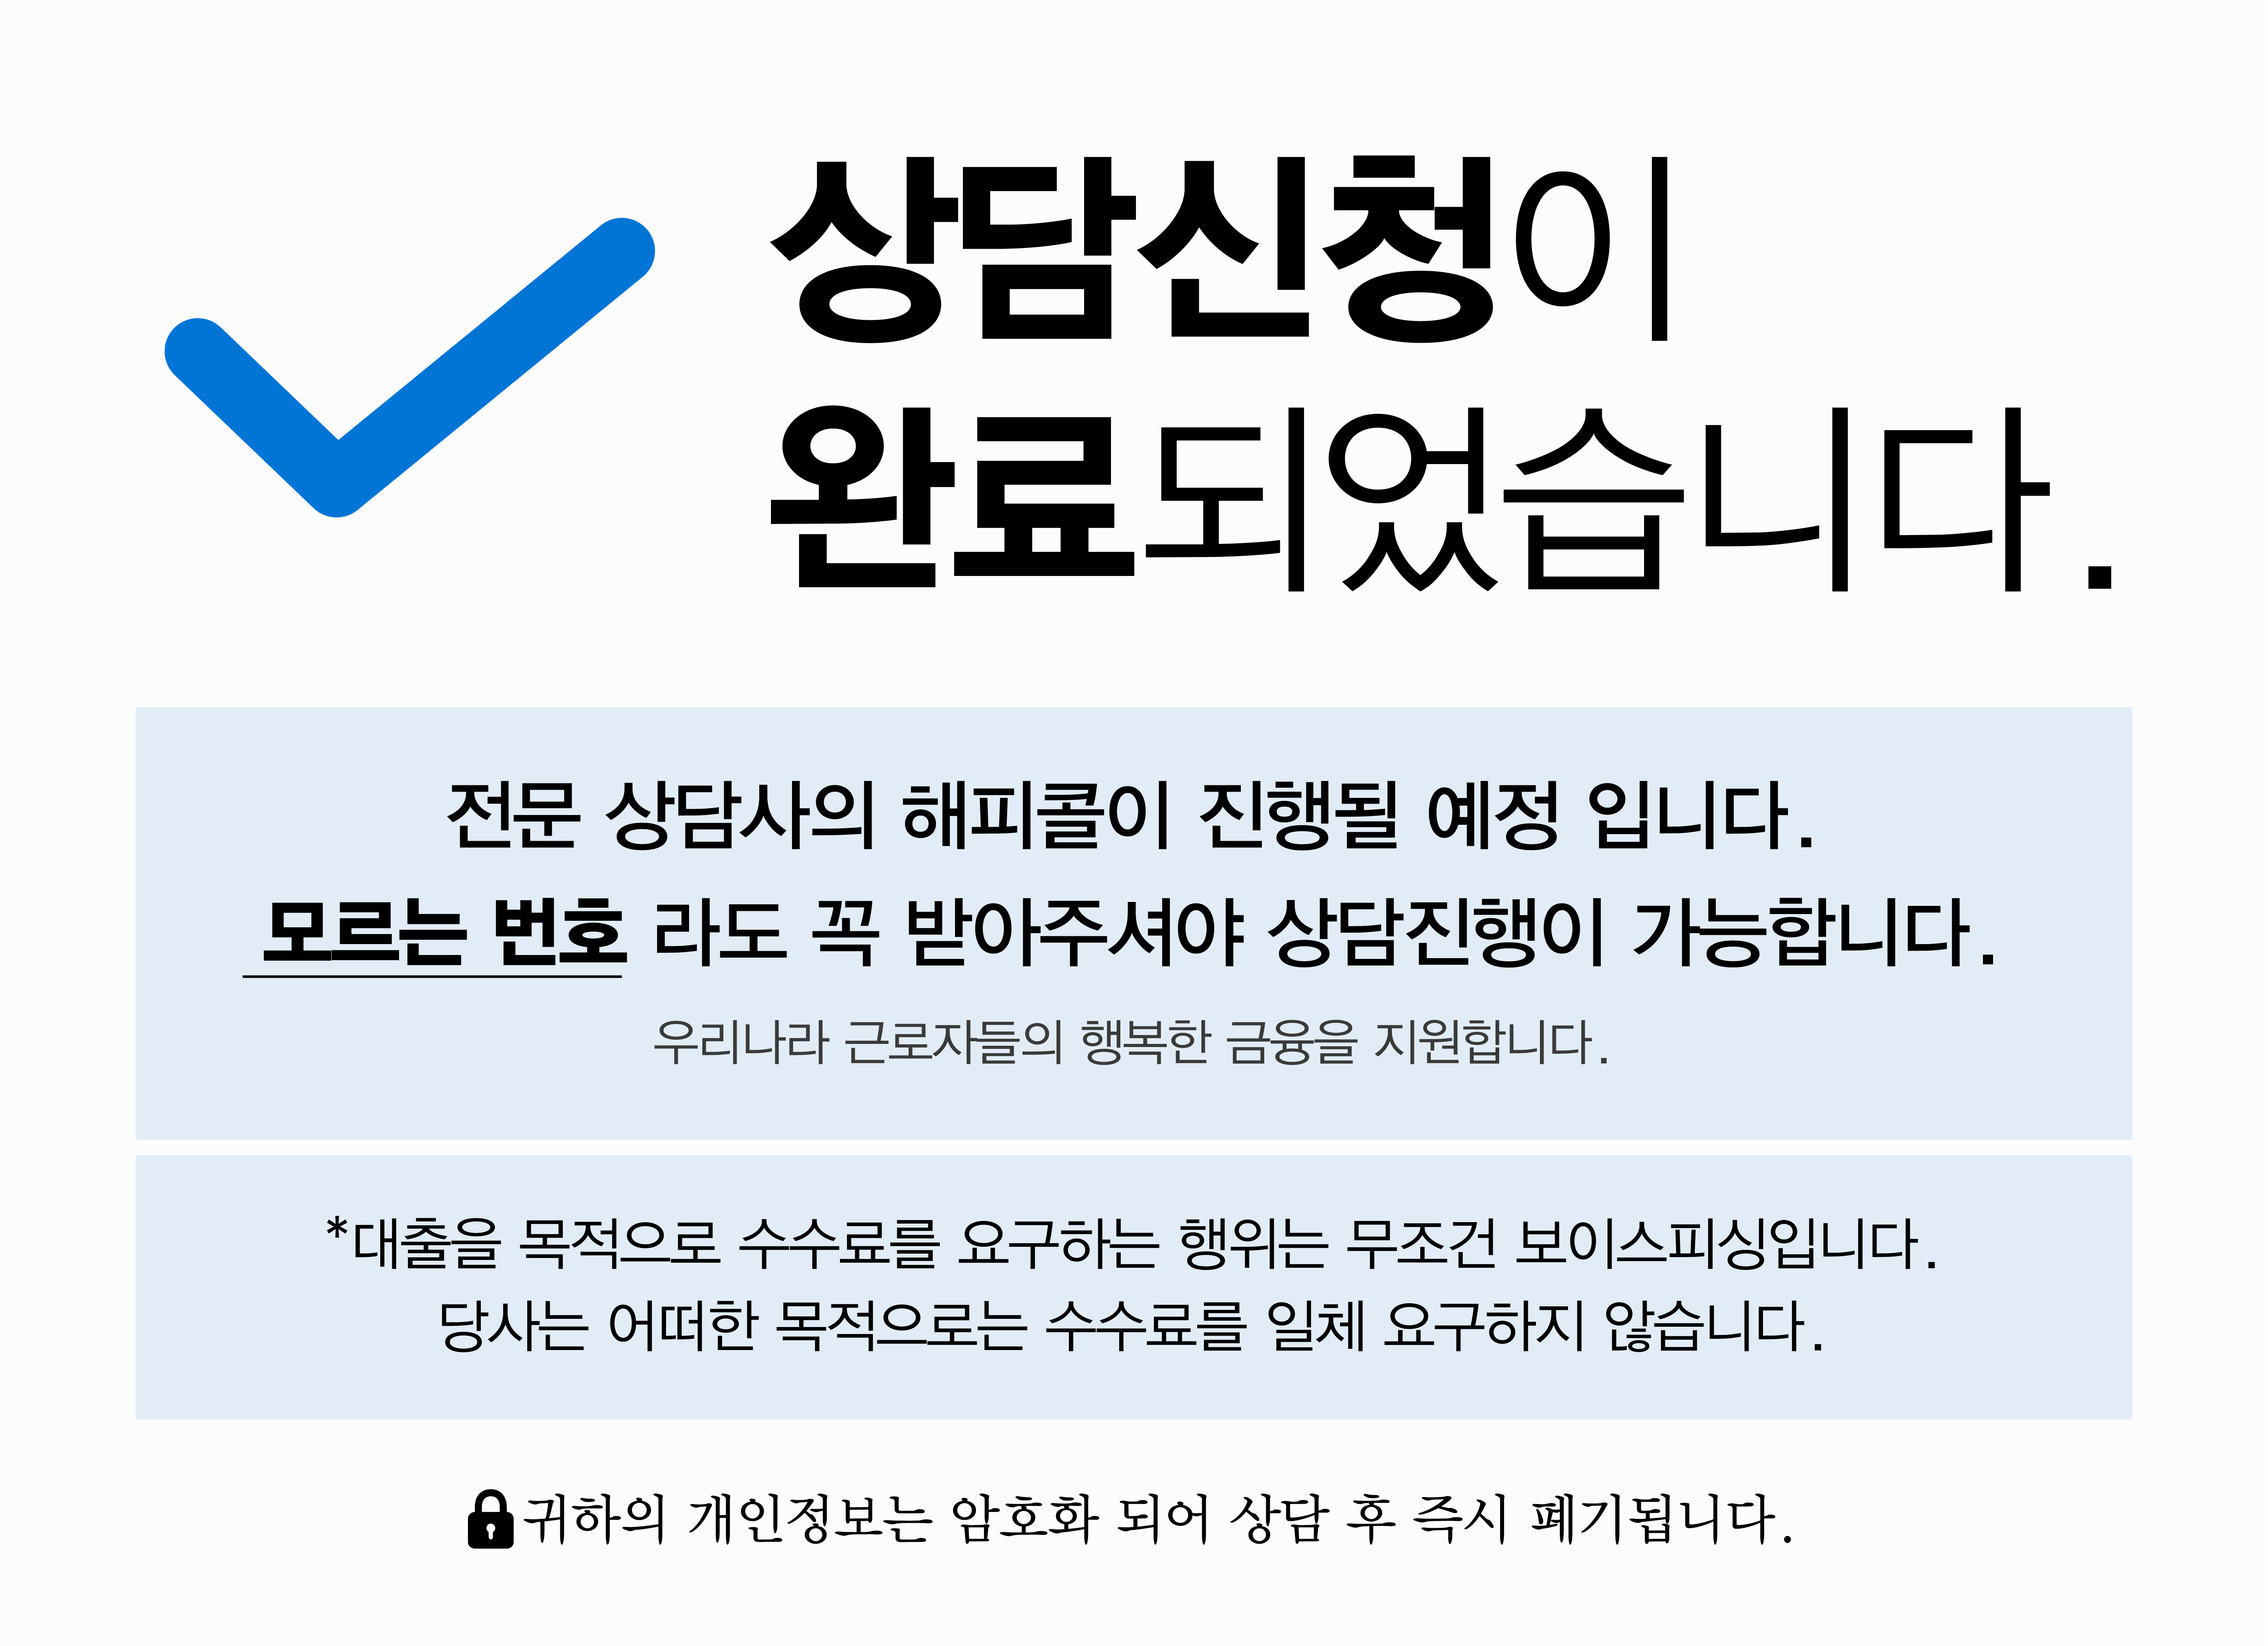 상담신청이
완료되었습니다.
전문 상담사의 해피콜이 진행될 예정 입니다.
모르는 번호 라도 꼭 받아주셔야 상담진행이 가능합니다.
우리나라 근로자들의 행복한 금융을 지원합니다.
*대출을 목적으로 수수료를 요구하는 행위는 무조건 보이스피싱입니다.
당사는 어떠한 목적으로는 수수료를 일체 요구하지 않습니다.
귀하의 개인정보는 암호화 되어 상담 후 즉시 폐기됩니다.